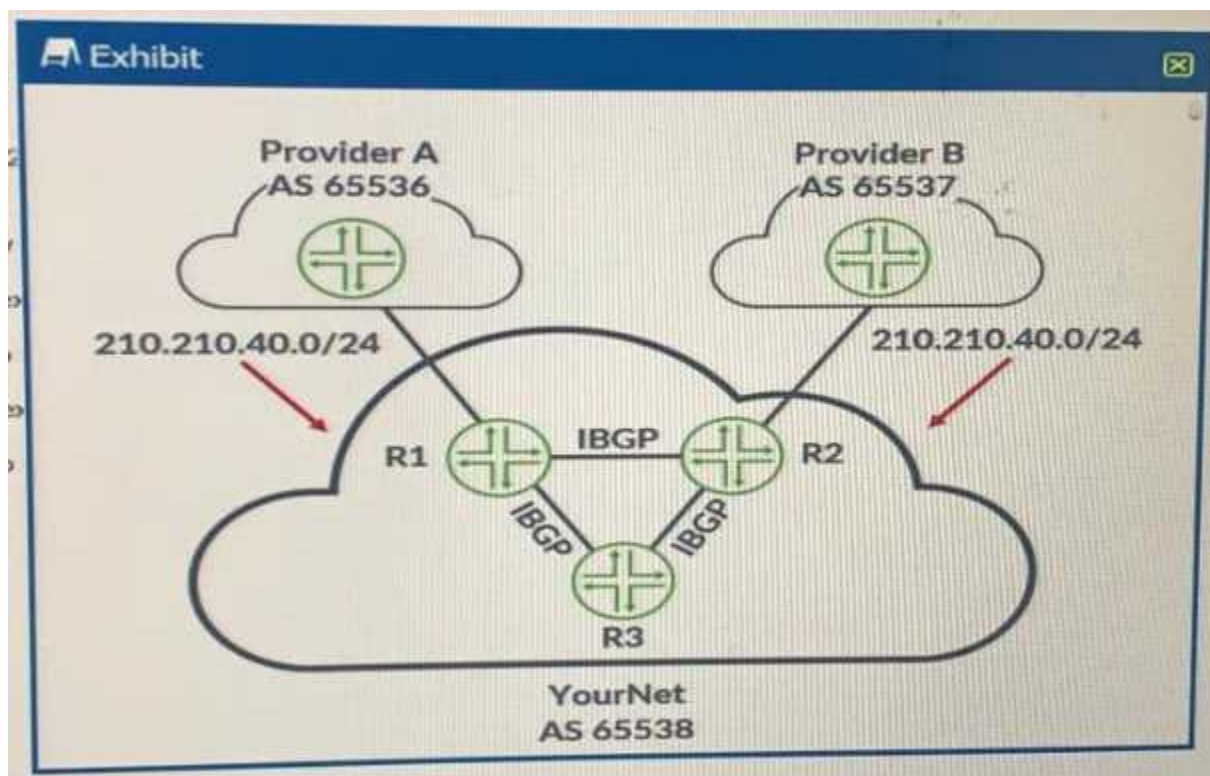 Exhibit
Provider A
AS 65536
Provider B
AS 65537
210.210.40.0/24
210.210.40.0/24
R1
IBGP
R2
IBGP
IBGP
R3
YourNet
AS 65538